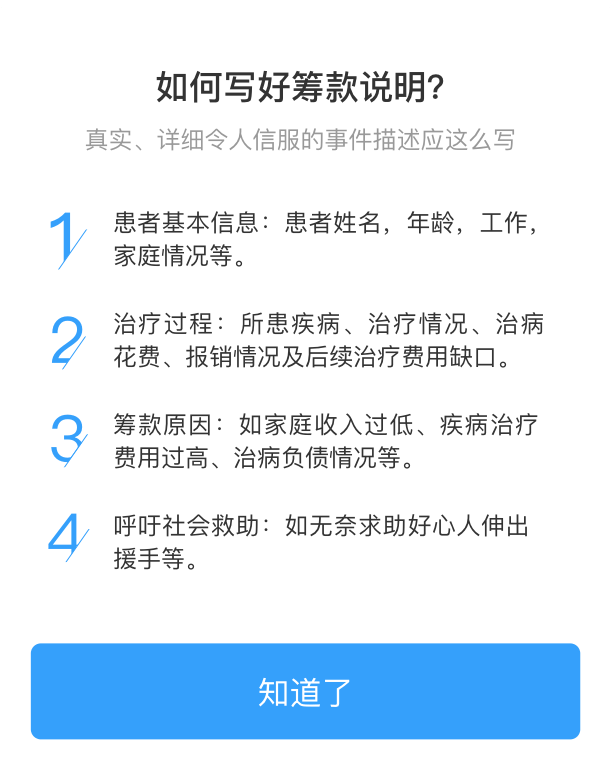 如何写好筹款说明？
真实、详细令人信服的事件描述应这么写
1
患者基本信息：患者姓名，年龄，工作，
家庭情况等。
2
治疗过程：所患疾病、治疗情况、治病
花费、报销情况及后续治疗费用缺口。
3
筹款原因：如家庭收入过低、疾病治疗
费用过高、治病负债情况等。
4
呼吁社会救助：如无奈求助好心人伸出
援手等。
知道了